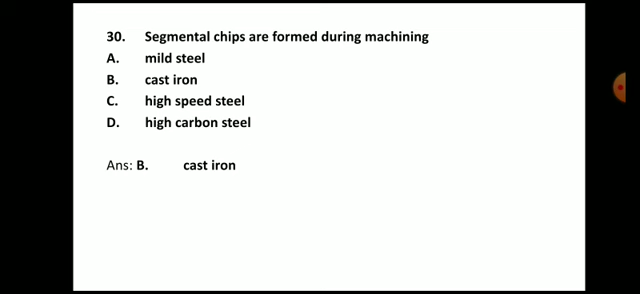 30. Segmental chips are formed during machining
A. mild steel
B. cast iron
C. high speed steel
D. high carbon steel
Ans: B. cast iron